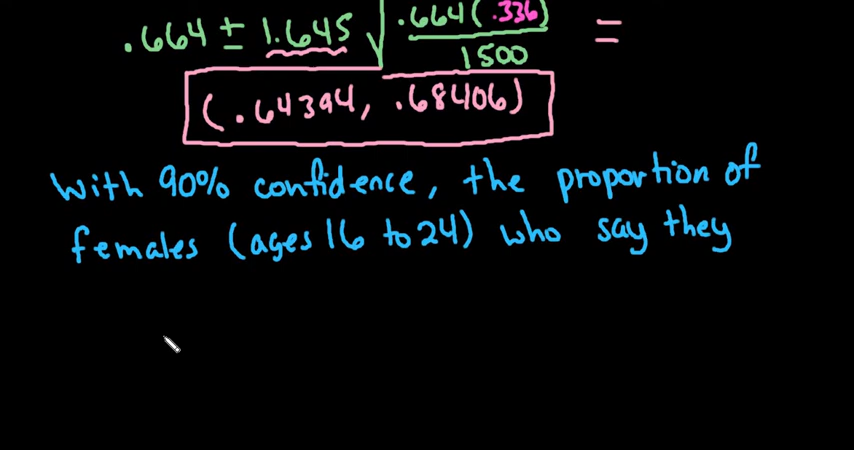 .664 ± 1.645 √ .664(.336) / 1500 =
(.64394, .68406)
With 90% confidence, the proportion of
females (ages 16 to 24) who say they